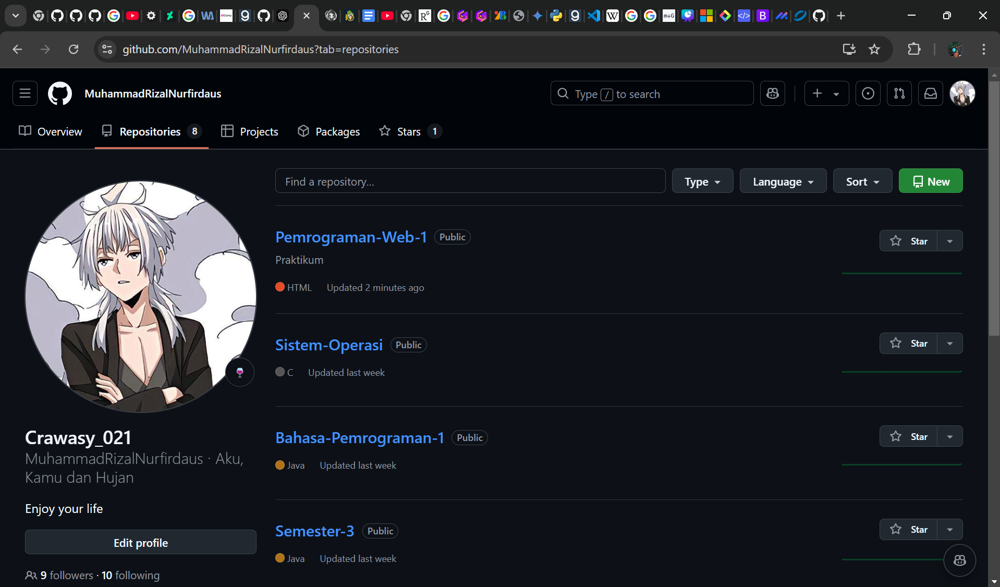 github.com/MuhammadRizalNurfirdaus?tab=repositories
MuhammadRizalNurfirdaus
Type / to search
Overview
Repositories 8
Projects
Packages
Stars 1
Find a repository...
Type
Language
Sort
New
Pemrograman-Web-1 Public
Star
Praktikum
HTML Updated 2 minutes ago
Sistem-Operasi Public
Star
C Updated last week
Bahasa-Pemrograman-1 Public
Star
Java Updated last week
Semester-3 Public
Star
Java Updated last week
Crawasy_021
MuhammadRizalNurfirdaus · Aku,
Kamu dan Hujan
Enjoy your life
Edit profile
9 followers · 10 following